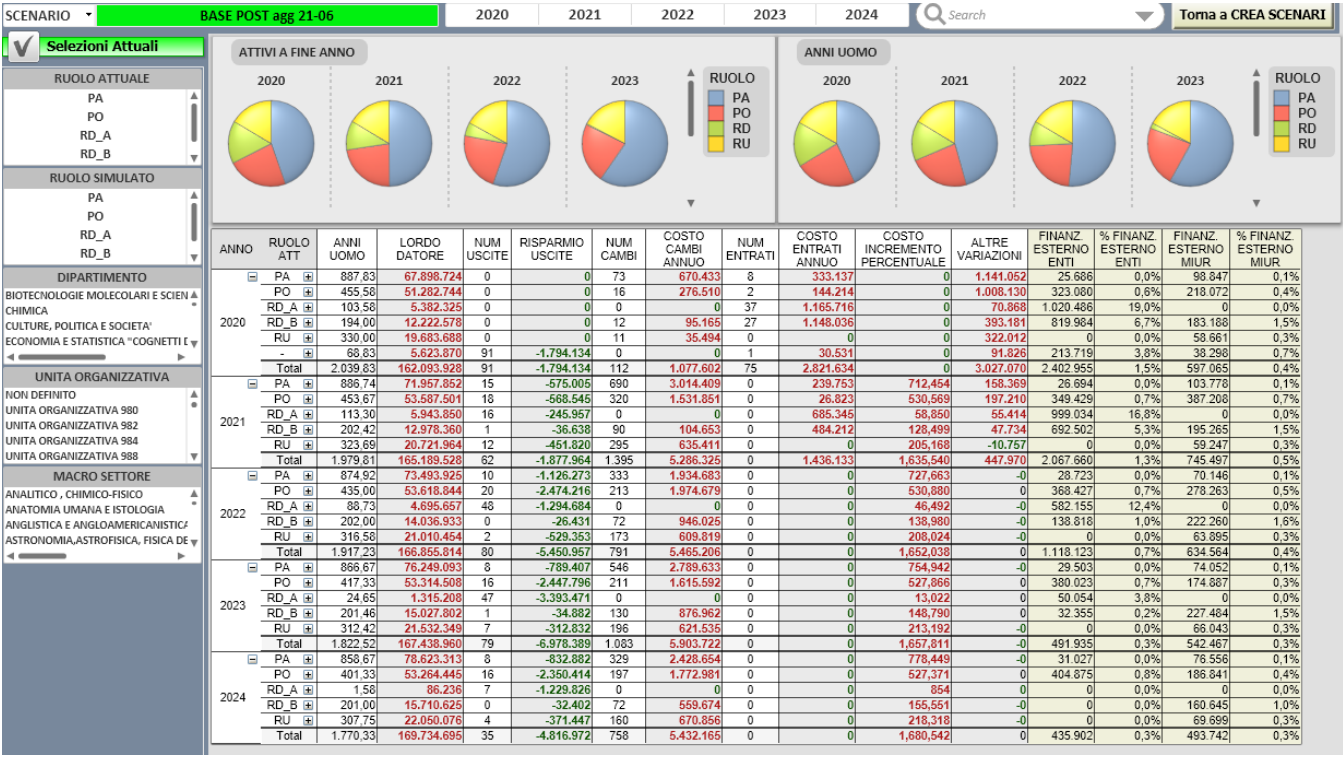 SCENARIO BASE POST agg 21-06 2020 2021 2022 2023 2024 Search Torna a CREA SCENARI
Selezioni Attuali
RUOLO ATTUALE
PA
PO
RD_A
RD_B
RUOLO SIMULATO
PA
PO
RD_A
RD_B
DIPARTIMENTO
BIOTECNOLOGIE MOLECOLARI E SCIEN
CHIMICA
CULTURE, POLITICA E SOCIETA'
ECONOMIA E STATISTICA "COGNETTI D
UNITA ORGANIZZATIVA
NON DEFINITO
UNITA ORGANIZZATIVA 980
UNITA ORGANIZZATIVA 982
UNITA ORGANIZZATIVA 984
UNITA ORGANIZZATIVA 988
MACRO SETTORE
ANALITICO , CHIMICO-FISICO
ANATOMIA UMANA E ISTOLOGIA
ANGLISTICA E ANGLOAMERICANISTICA
ASTRONOMIA,ASTROFISICA, FISICA DE
ATTIVI A FINE ANNO
2020 2021 2022 2023
RUOLO
PA
PO
RD
RU
ANNI UOMO
2020 2021 2022 2023
RUOLO
PA
PO
RD
RU
ANNO RUOLO ATT ANNI UOMO LORDO DATORE NUM USCITE RISPARMIO USCITE NUM CAMBI COSTO CAMBI ANNUO NUM ENTRATI COSTO ENTRATI ANNUO COSTO INCREMENTO PERCENTUALE ALTRE VARIAZIONI FINANZ. ESTERNO ENTI % FINANZ. ESTERNO ENTI FINANZ. ESTERNO MIUR % FINANZ. ESTERNO MIUR
PA 887,83 67.898.724 0 0 73 670.433 8 333.137 0 1.141.052 25.686 0,0% 98.847 0,1%
PO 455,58 51.282.744 0 0 16 276.510 2 144.214 0 1.008.130 323.080 0,6% 218.072 0,4%
RD_A 103,58 5.382.325 0 0 0 0 37 1.165.716 0 70.868 1.020.486 19,0% 0 0,0%
2020 RD_B 194,00 12.222.578 0 0 12 95.165 27 1.148.036 0 393.181 819.984 6,7% 183.188 1,5%
RU 330,00 19.683.688 0 0 11 35.494 0 0 0 322.012 0 0,0% 58.661 0,3%
- 68,83 5.623.870 91 -1.794.134 0 0 1 30.531 0 91.826 213.719 3,8% 38.298 0,7%
Total 2.039,83 162.093.928 91 -1.794.134 112 1.077.602 75 2.821.634 0 3.027.070 2.402.955 1,5% 597.065 0,4%
PA 886,74 71.957.852 15 -575.005 690 3.014.409 0 239.753 712,454 158.369 26.694 0,0% 103.778 0,1%
PO 453,67 53.587.501 18 -568.545 320 1.531.851 0 26.823 530,569 197.210 349.429 0,7% 387.208 0,7%
RD_A 113,30 5.943.850 16 -245.957 0 0 0 685.345 58,850 55.414 999.034 16,8% 0 0,0%
2021 RD_B 202,42 12.978.360 1 -36.638 90 104.653 0 484.212 128,499 47.734 692.502 5,3% 195.265 1,5%
RU 323,69 20.721.964 12 -451.820 295 635.411 0 0 205,168 -10.757 0 0,0% 59.247 0,3%
Total 1.979,81 165.189.528 62 -1.877.964 1.395 5.286.325 0 1.436.133 1,635,540 447.970 2.067.660 1,3% 745.497 0,5%
PA 874,92 73.493.925 10 -1.126.273 333 1.934.683 0 0 727,663 -0 28.723 0,0% 70.146 0,1%
PO 435,00 53.618.844 20 -2.474.216 213 1.974.679 0 0 530,880 0 368.427 0,7% 278.263 0,5%
RD_A 88,73 4.695.657 48 -1.294.684 0 0 0 0 46,492 -0 582.155 12,4% 0 0,0%
2022 RD_B 202,00 14.036.933 0 -26.431 72 946.025 0 0 138,980 -0 138.818 1,0% 222.260 1,6%
RU 316,58 21.010.454 2 -529.353 173 609.819 0 0 208,024 -0 0 0,0% 63.895 0,3%
Total 1.917,23 166.855.814 80 -5.450.957 791 5.465.206 0 0 1,652,038 0 1.118.123 0,7% 634.564 0,4%
PA 866,67 76.249.093 8 -789.407 546 2.789.633 0 0 754,942 -0 29.503 0,0% 74.052 0,1%
PO 417,33 53.314.508 16 -2.447.796 211 1.615.592 0 0 527,866 0 380.023 0,7% 174.887 0,3%
RD_A 24,65 1.315.208 47 -3.393.471 0 0 0 0 13,022 0 50.054 3,8% 0 0,0%
2023 RD_B 201,46 15.027.802 1 -34.882 130 876.962 0 0 148,790 -0 32.355 0,2% 227.484 1,5%
RU 312,42 21.532.349 7 -312.832 196 621.535 0 0 213,192 -0 0 0,0% 66.043 0,3%
Total 1.822,52 167.438.960 79 -6.978.389 1.083 5.903.722 0 0 1,657,811 -0 491.935 0,3% 542.467 0,3%
PA 858,67 78.623.313 8 -832.882 329 2.428.654 0 0 778,449 -0 31.027 0,0% 76.556 0,1%
PO 401,33 53.264.445 16 -2.350.414 197 1.772.981 0 0 527,371 0 404.875 0,8% 186.841 0,4%
RD_A 1,58 86.236 7 -1.229.826 0 0 0 0 854 0 0 0,0% 0 0,0%
2024 RD_B 201,00 15.710.625 0 -32.402 72 559.674 0 0 155,551 -0 0 0,0% 160.645 1,0%
RU 307,75 22.050.076 4 -371.447 160 670.856 0 0 218,318 -0 0 0,0% 69.699 0,3%
Total 1.770,33 169.734.695 35 -4.816.972 758 5.432.165 0 0 1,680,542 0 435.902 0,3% 493.742 0,3%